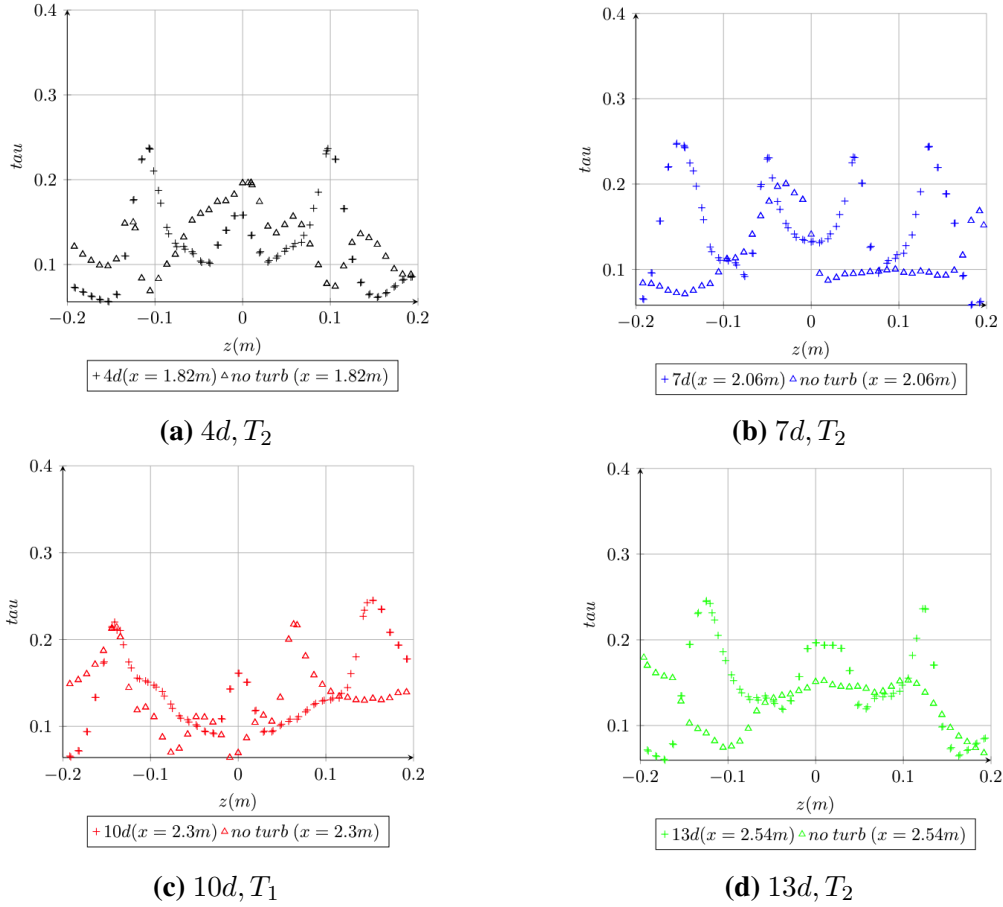 0.4
0.3
0.2
0.1
tau
−0.2 −0.1 0 0.1 0.2
z(m)
+ 4d(x = 1.82m) △ no turb (x = 1.82m)
(a) 4d, T₂
0.4
0.3
0.2
0.1
tau
−0.2 −0.1 0 0.1 0.2
z(m)
+ 7d(x = 2.06m) △ no turb (x = 2.06m)
(b) 7d, T₂
0.4
0.3
0.2
0.1
tau
−0.2 −0.1 0 0.1 0.2
z(m)
+ 10d(x = 2.3m) △ no turb (x = 2.3m)
(c) 10d, T₁
0.4
0.3
0.2
0.1
tau
−0.2 −0.1 0 0.1 0.2
z(m)
+ 13d(x = 2.54m) △ no turb (x = 2.54m)
(d) 13d, T₂